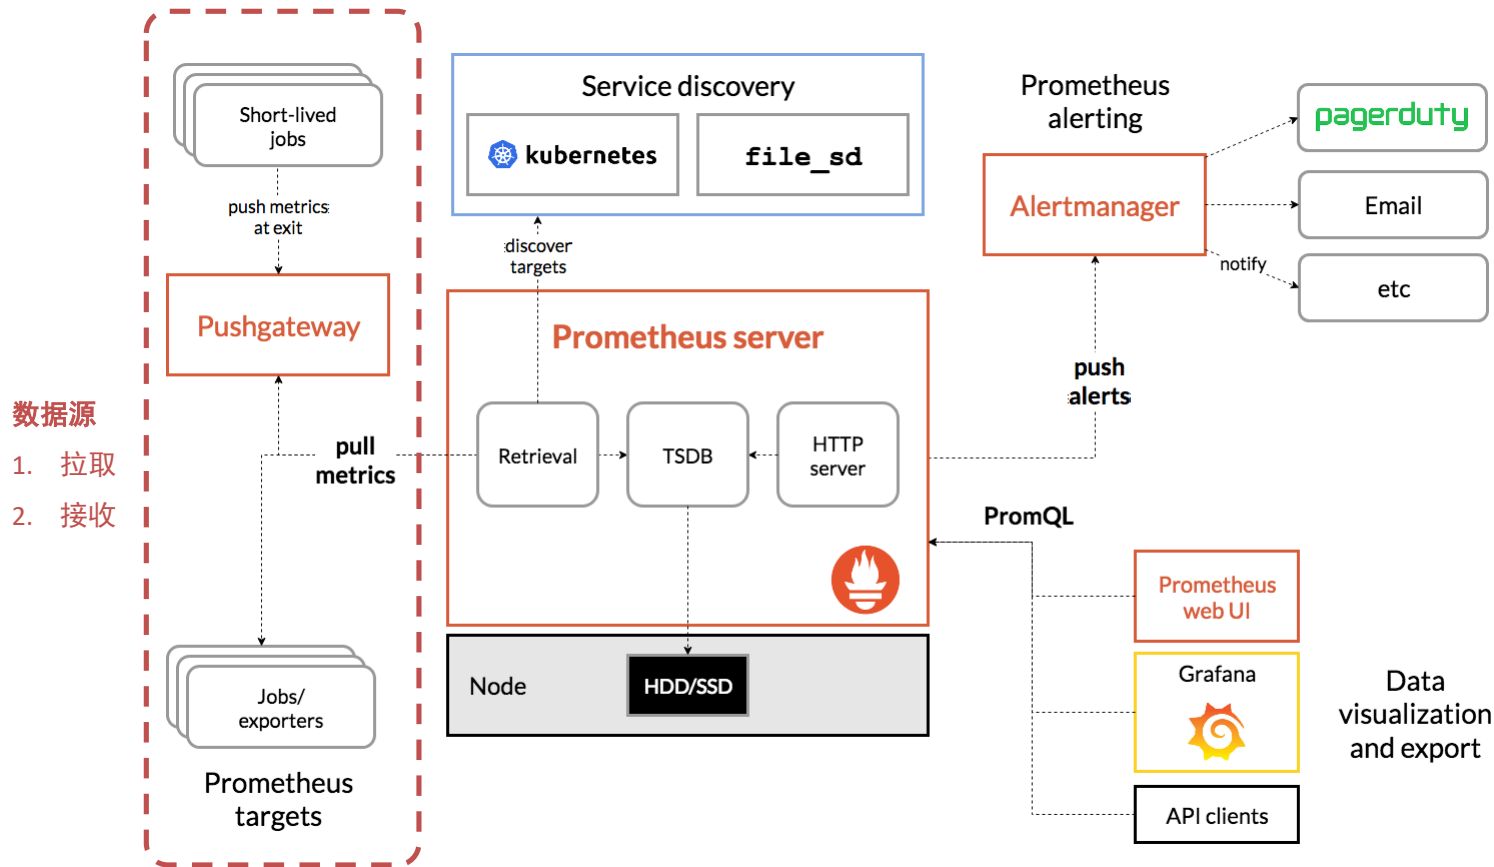 数据源
1. 拉取
2. 接收
Short-lived
jobs
push metrics
at exit
Pushgateway
pull
metrics
Jobs/
exporters
Prometheus
targets
Service discovery
kubernetes
file_sd
discover
targets
Prometheus server
Retrieval
TSDB
HTTP
server
Node
HDD/SSD
Prometheus
alerting
Alertmanager
pagerduty
Email
notify
etc
push
alerts
PromQL
Prometheus
web UI
Grafana
API clients
Data
visualization
and export